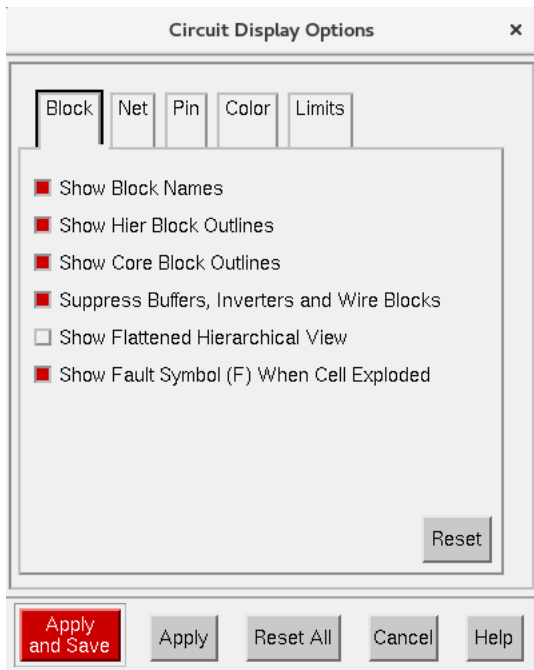 Circuit Display Options ×
Block Net Pin Color Limits
Show Block Names
Show Hier Block Outlines
Show Core Block Outlines
Suppress Buffers, Inverters and Wire Blocks
Show Flattened Hierarchical View
Show Fault Symbol (F) When Cell Exploded
Reset
Apply
and Save
Apply Reset All Cancel Help